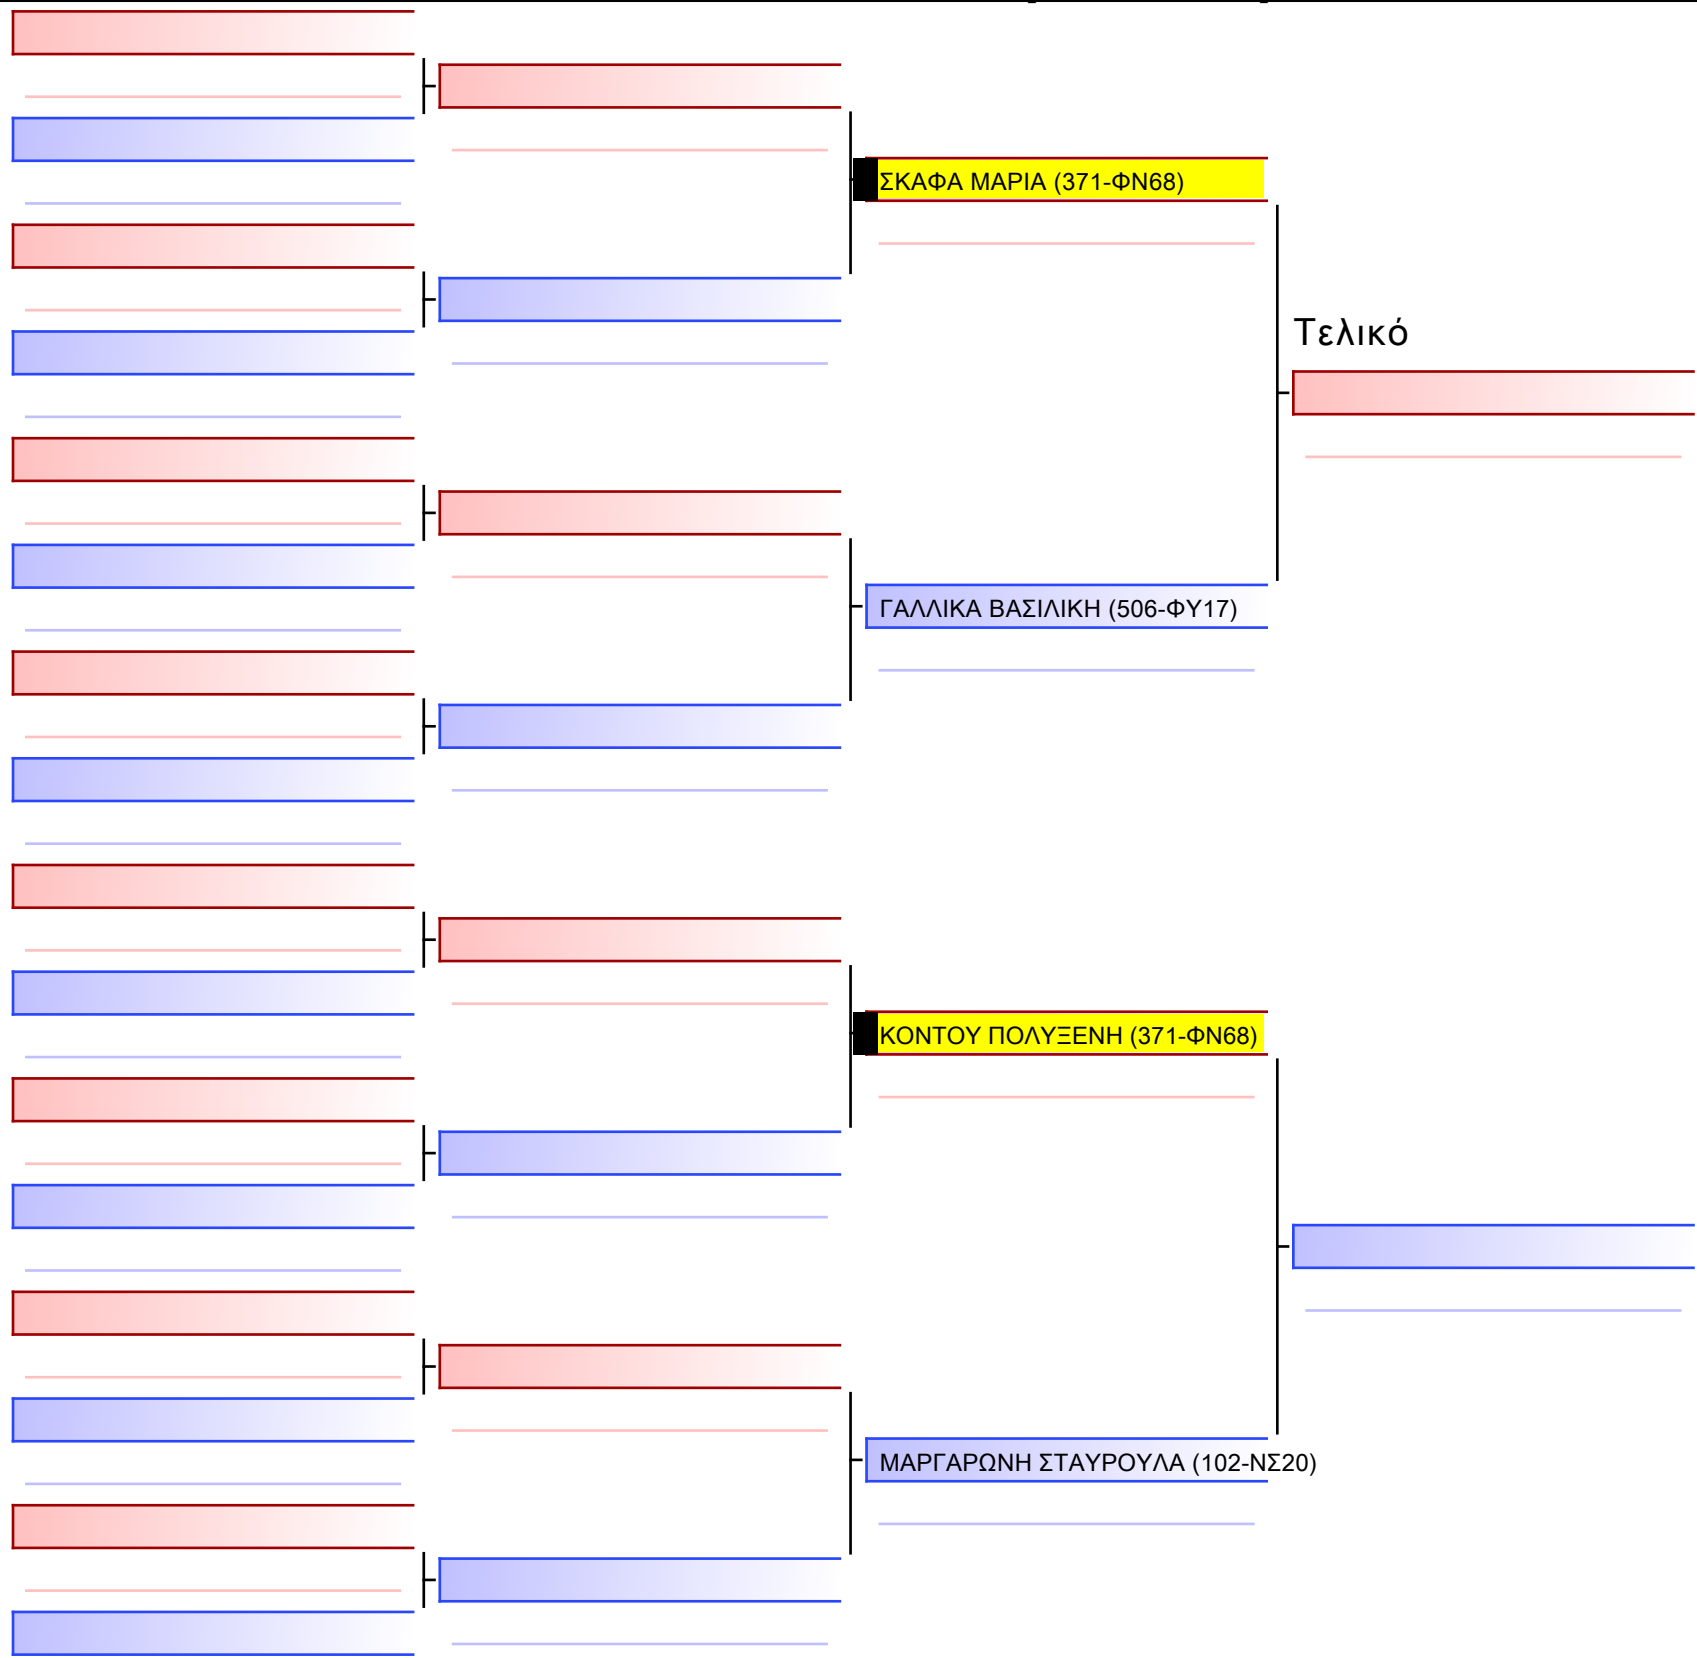 ΣΚΑΦΑ ΜΑΡΙΑ (371-ΦΝ68)
Τελικό
ΓΑΛΛΙΚΑ ΒΑΣΙΛΙΚΗ (506-ΦΥ17)
ΚΟΝΤΟΥ ΠΟΛΥΞΕΝΗ (371-ΦΝ68)
ΜΑΡΓΑΡΩΝΗ ΣΤΑΥΡΟΥΛΑ (102-ΝΣ20)